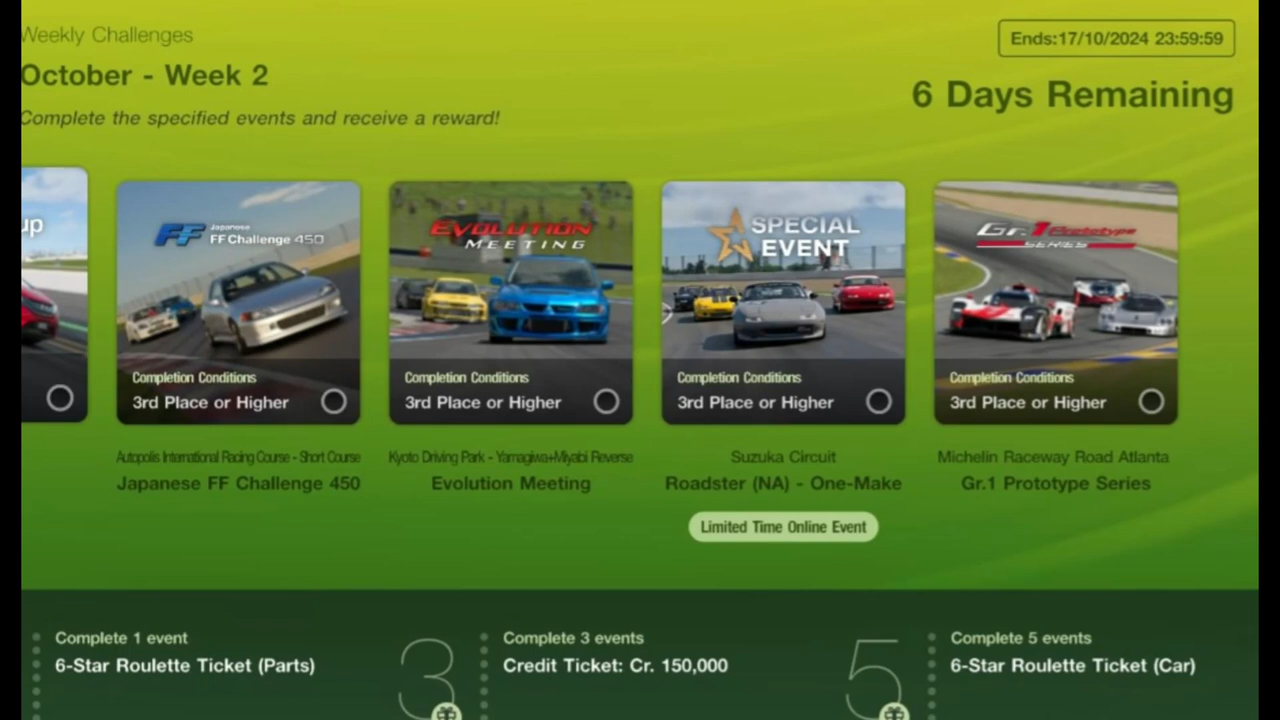 Weekly Challenges
Ends:17/10/2024 23:59:59
October - Week 2
6 Days Remaining
Complete the specified events and receive a reward!
up
FF Japanese
FF Challenge 450
EVOLUTION
MEETING
SPECIAL
EVENT
Gr.1 Prototype
SERIES
Completion Conditions
3rd Place or Higher
Completion Conditions
3rd Place or Higher
Completion Conditions
3rd Place or Higher
Completion Conditions
3rd Place or Higher
Autopolis International Racing Course - Short Course
Japanese FF Challenge 450
Kyoto Driving Park - Yamagiwa+Miyabi Reverse
Evolution Meeting
Suzuka Circuit
Roadster (NA) - One-Make
Limited Time Online Event
Michelin Raceway Road Atlanta
Gr.1 Prototype Series
Complete 1 event
6-Star Roulette Ticket (Parts)
3
Complete 3 events
Credit Ticket: Cr. 150,000
5
Complete 5 events
6-Star Roulette Ticket (Car)